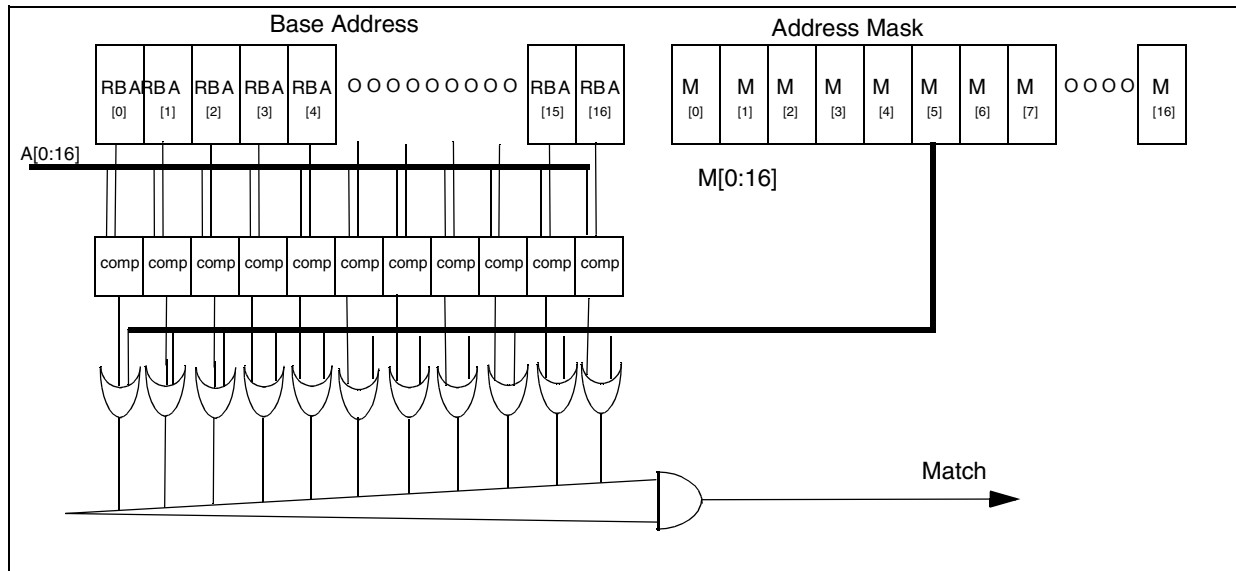 Base Address
Address Mask
RBA RBA RBA RBA RBA O O O O O O O O O RBA RBA
[0] [1] [2] [3] [4] [15] [16]
M M M M M M M M O O O O M
[0] [1] [2] [3] [4] [5] [6] [7] [16]
A[0:16]
M[0:16]
comp comp comp comp comp comp comp comp comp comp comp
Match